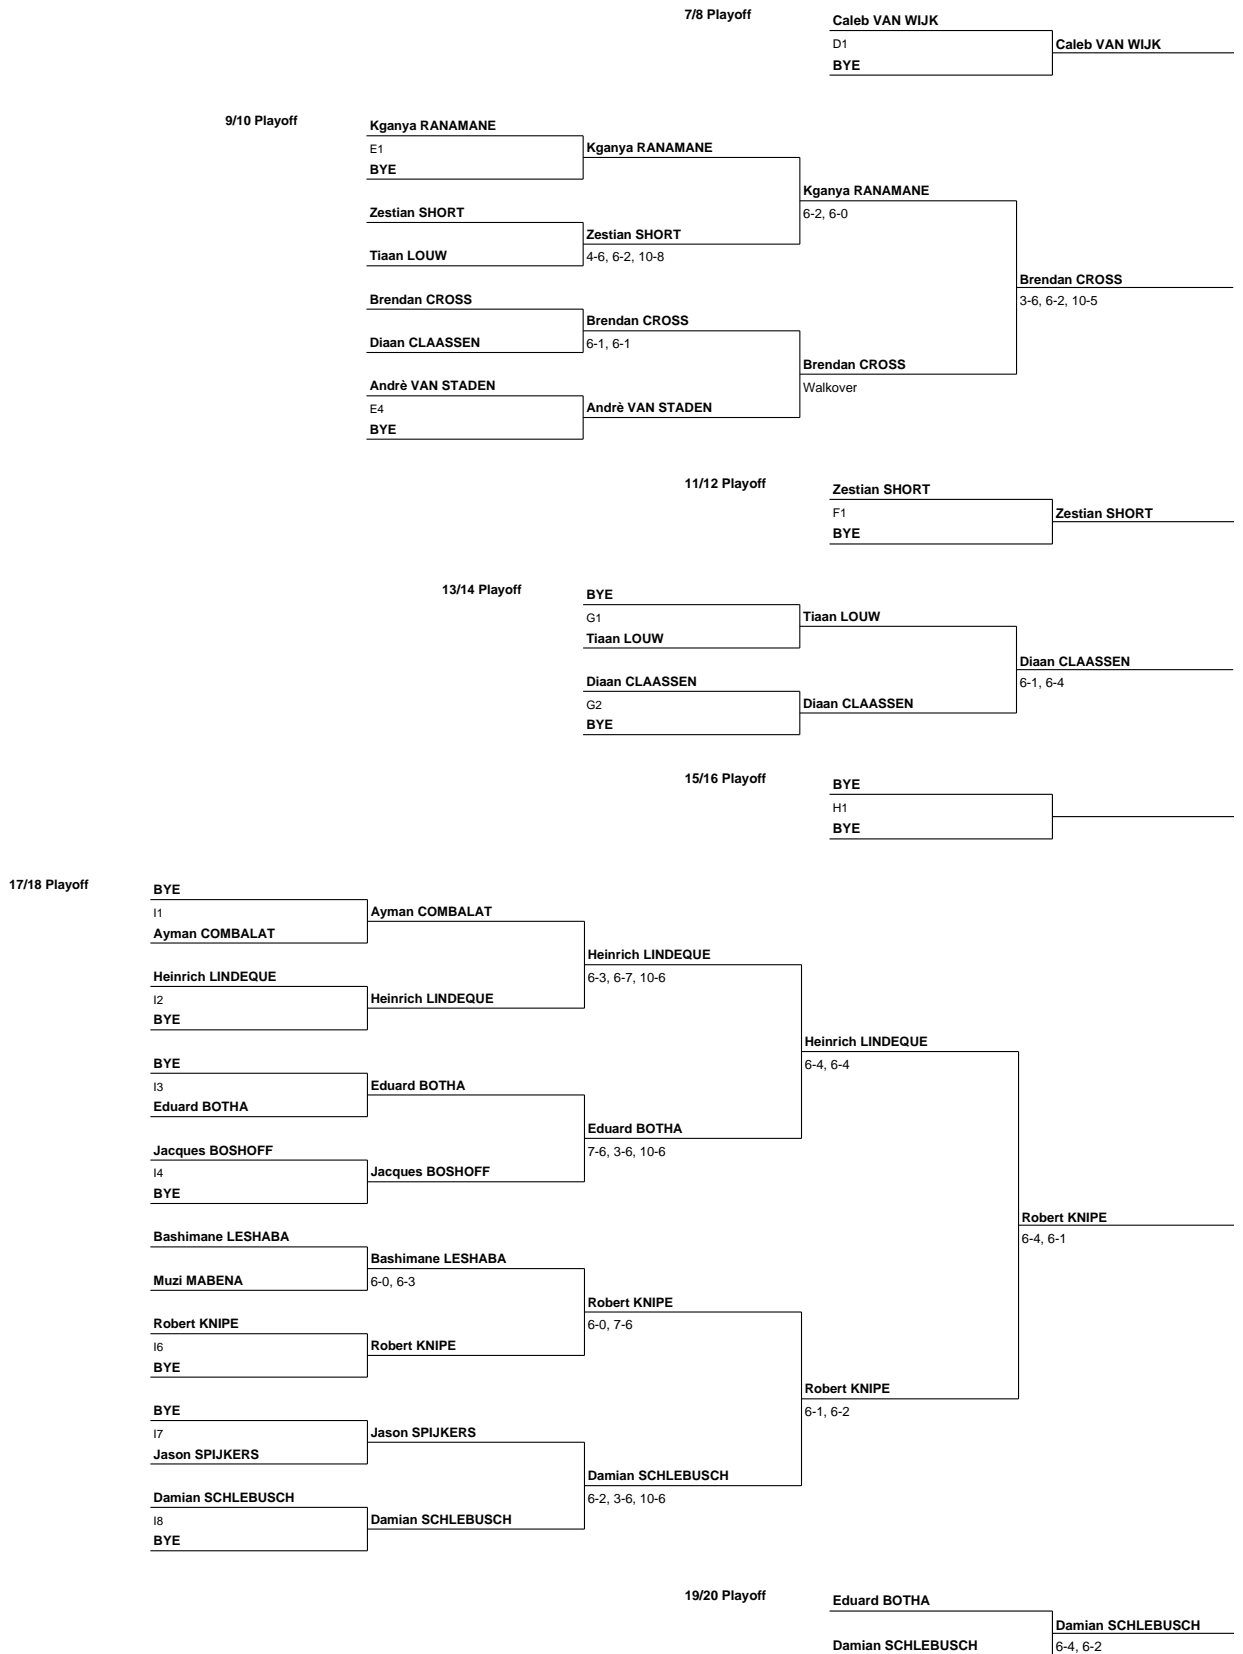 7/8 Playoff
Caleb VAN WIJK
D1
Caleb VAN WIJK
BYE
9/10 Playoff
Kganya RANAMANE
E1
Kganya RANAMANE
BYE
Kganya RANAMANE
6-2, 6-0
Zestian SHORT
Zestian SHORT
Tiaan LOUW
4-6, 6-2, 10-8
Brendan CROSS
3-6, 6-2, 10-5
Brendan CROSS
Brendan CROSS
Diaan CLAASSEN
6-1, 6-1
Brendan CROSS
Walkover
Andrè VAN STADEN
E4
Andrè VAN STADEN
BYE
11/12 Playoff
Zestian SHORT
F1
Zestian SHORT
BYE
13/14 Playoff
BYE
G1
Tiaan LOUW
Tiaan LOUW
Diaan CLAASSEN
6-1, 6-4
Diaan CLAASSEN
G2
Diaan CLAASSEN
BYE
15/16 Playoff
BYE
H1
BYE
17/18 Playoff
BYE
I1
Ayman COMBALAT
Ayman COMBALAT
Heinrich LINDEQUE
6-3, 6-7, 10-6
Heinrich LINDEQUE
I2
Heinrich LINDEQUE
BYE
Heinrich LINDEQUE
6-4, 6-4
BYE
I3
Eduard BOTHA
Eduard BOTHA
Eduard BOTHA
7-6, 3-6, 10-6
Jacques BOSHOFF
I4
Jacques BOSHOFF
BYE
Robert KNIPE
6-4, 6-1
Bashimane LESHABA
Bashimane LESHABA
Muzi MABENA
6-0, 6-3
Robert KNIPE
6-0, 7-6
Robert KNIPE
I6
Robert KNIPE
BYE
Robert KNIPE
6-1, 6-2
BYE
I7
Jason SPIJKERS
Jason SPIJKERS
Damian SCHLEBUSCH
6-2, 3-6, 10-6
Damian SCHLEBUSCH
I8
Damian SCHLEBUSCH
BYE
19/20 Playoff
Eduard BOTHA
Damian SCHLEBUSCH
Damian SCHLEBUSCH
6-4, 6-2